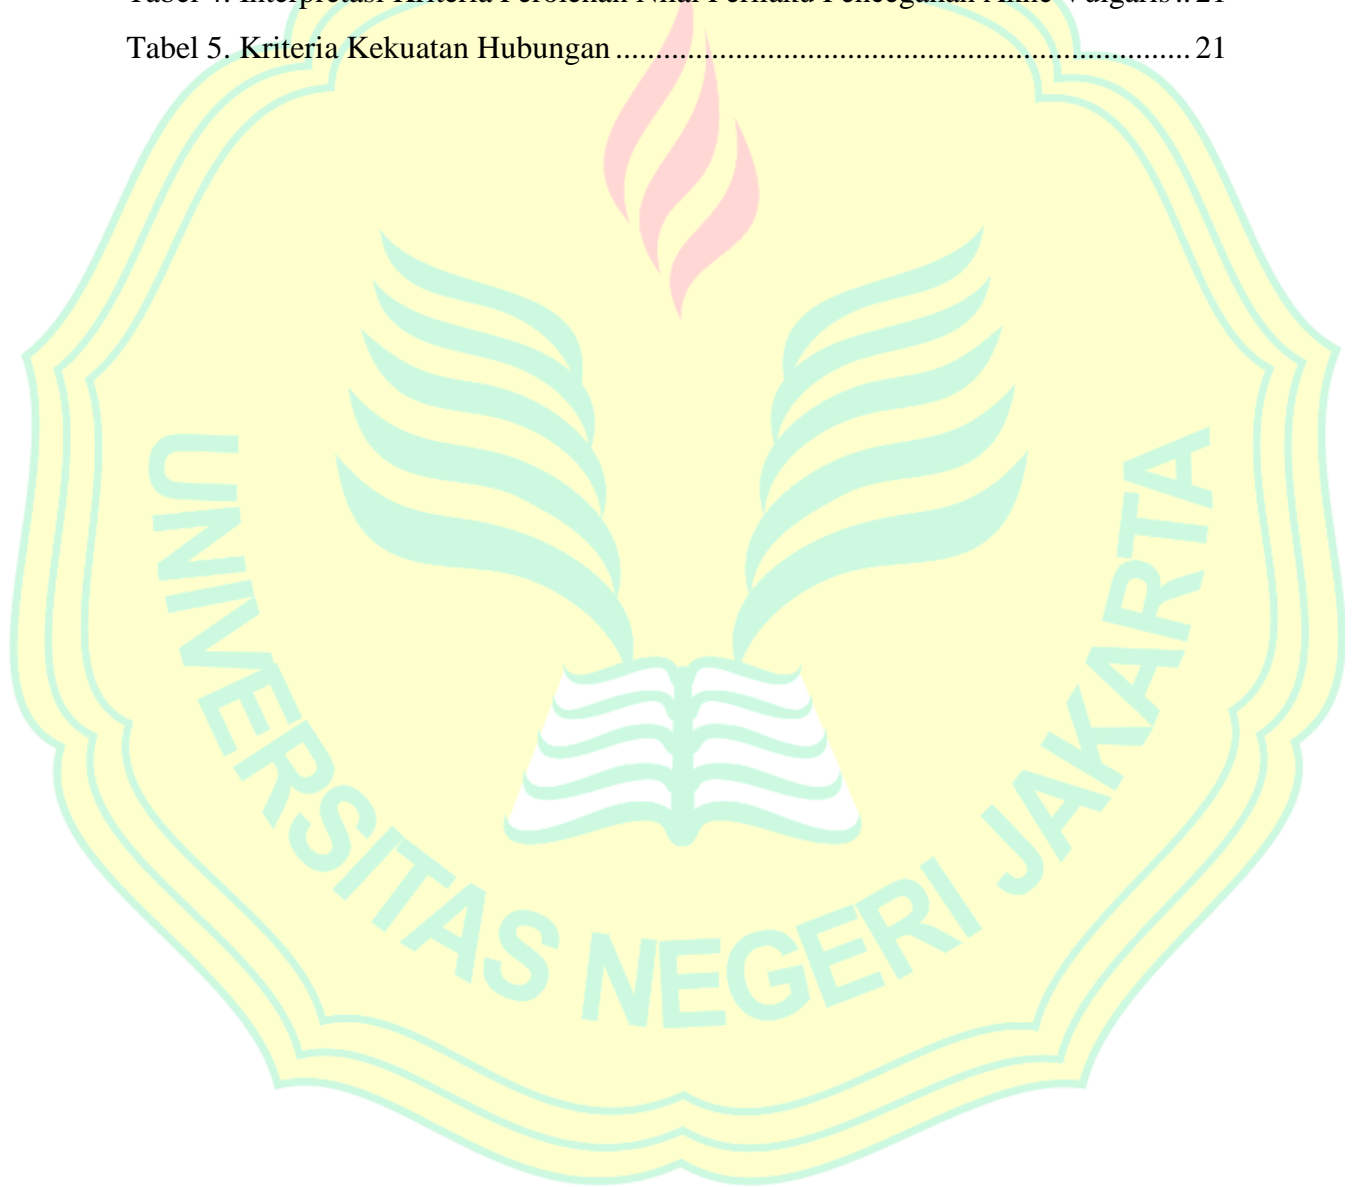 Tabel 4. Interpretasi Kriteria Perolehan Nilai Perilaku Pencegahan Akne Vulgaris .. 21
Tabel 5. Kriteria Kekuatan Hubungan ........................................................................ 21
UNIVERSITAS NEGERI JAKARTA